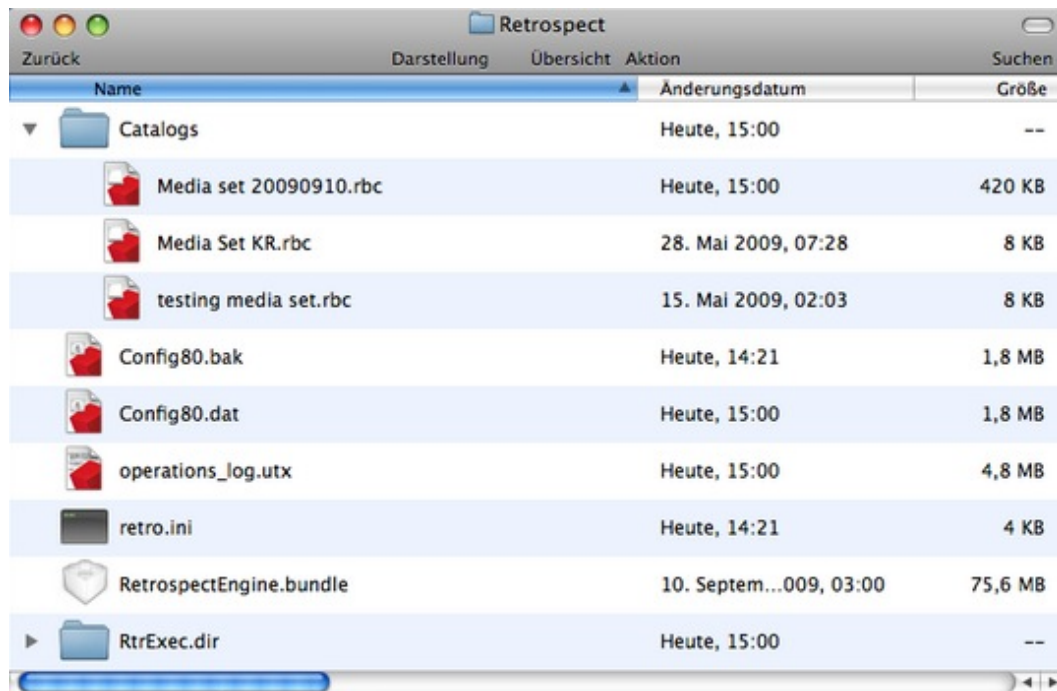 Retrospect
Zurück Darstellung Übersicht Aktion Suchen
Name Änderungsdatum Größe
Catalogs Heute, 15:00 --
Media set 20090910.rbc Heute, 15:00 420 KB
Media Set KR.rbc 28. Mai 2009, 07:28 8 KB
testing media set.rbc 15. Mai 2009, 02:03 8 KB
Config80.bak Heute, 14:21 1,8 MB
Config80.dat Heute, 15:00 1,8 MB
operations_log.utx Heute, 15:00 4,8 MB
retro.ini Heute, 14:21 4 KB
RetrospectEngine.bundle 10. Septem...009, 03:00 75,6 MB
RtrExec.dir Heute, 15:00 --